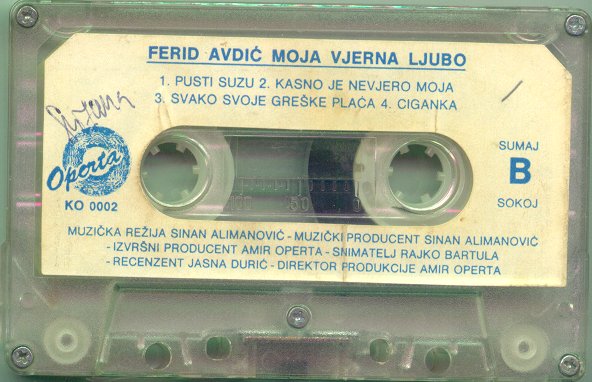 FERID AVDIĆ MOJA VJERNA LJUBO
1. PUSTI SUZU 2. KASNO JE NEVJERO MOJA
3. SVAKO SVOJE GREŠKE PLAĆA 4. CIGANKA
Operta
KO 0002
100 50 0
SUMAJ
B
SOKOJ
MUZIČKA REŽIJA SINAN ALIMANOVIĆ - MUZIČKI PRODUCENT SINAN ALIMANOVIĆ
- IZVRŠNI PRODUCENT AMIR OPERTA - SNIMATELJ RAJKO BARTULA
- RECENZENT JASNA DURIĆ - DIREKTOR PRODUKCIJE AMIR OPERTA